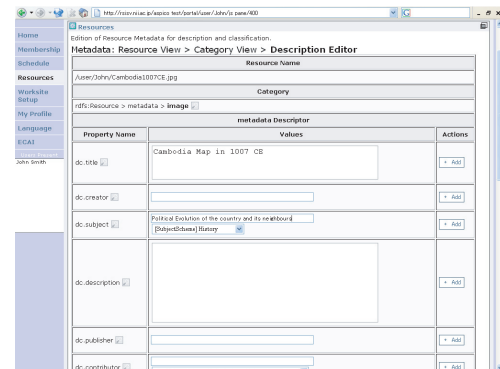 http://rsisv.nii.ac.jp/aspico test/portal/user/John/js pane/400
Resources
Edition of Resource Metadata for description and classification.
Home
Membership
Schedule
Resources
Worksite Setup
My Profile
Language
ECAI
John Smith
Metadata: Resource View > Category View > Description Editor
Resource Name
/user/John/Cambodia1007CE.jpg
Category
rdfs:Resource > metadata > image
metadata Descriptor
Property Name Values Actions
dc.title Cambodia Map in 1007 CE + Add
dc.creator + Add
dc.subject Political Evolution of the country and its neighbours + Add
[SubjectScheme] History
dc.description + Add
dc.publisher + Add
dc.contributor + Add